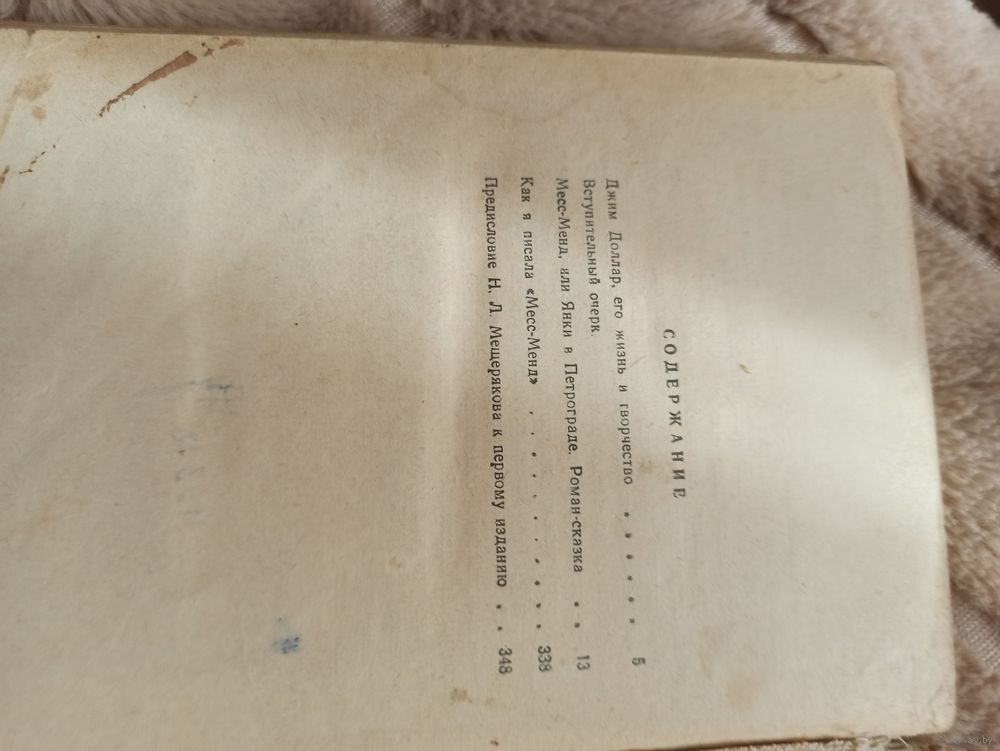 СОДЕРЖАНИЕ
Джим Доллар, его жизнь и творчество . . . . . . 5
Вступительный очерк.
Месс-Менд, или Янки в Петрограде. Роман-сказка . . 13
Как я писала «Месс-Менд» . . . . . . . . . 338
Предисловие Н. Л. Мещерякова к первому изданию . . 348